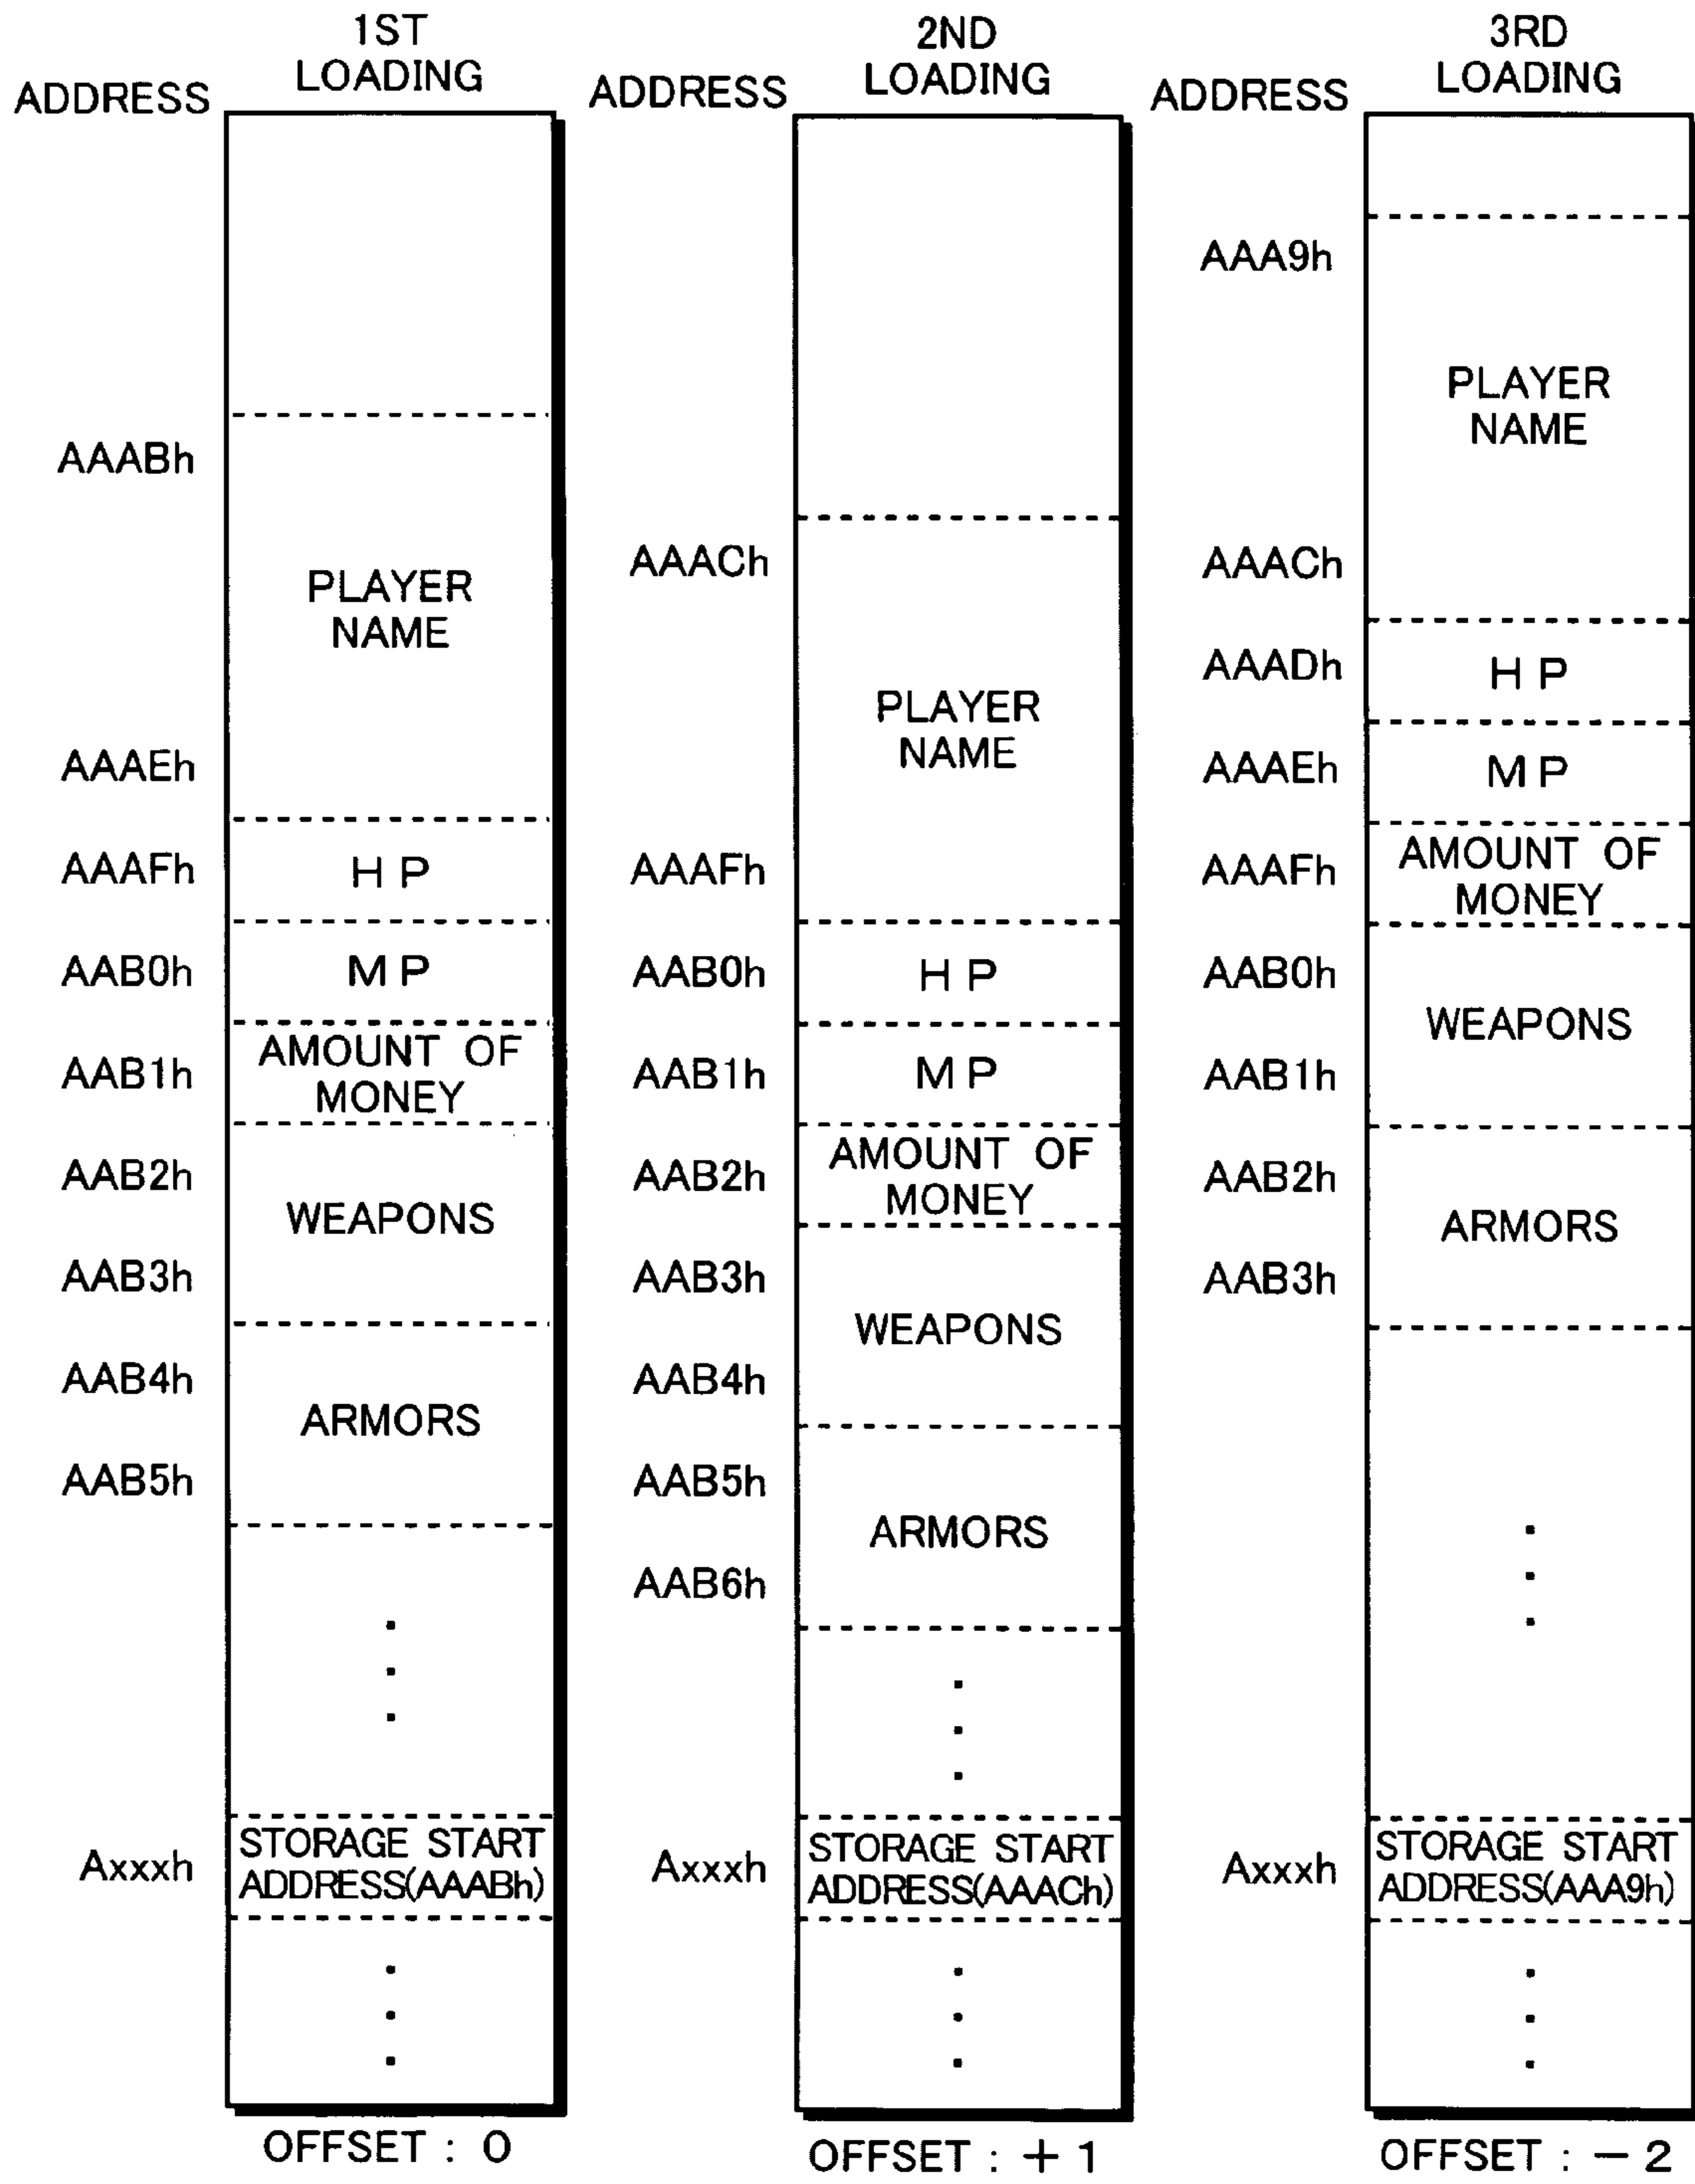 1ST
LOADING
ADDRESS
AAABh
PLAYER
NAME
AAAEh
AAAFh
H P
AAB0h
M P
AAB1h
AMOUNT OF
MONEY
AAB2h
WEAPONS
AAB3h
AAB4h
ARMORS
AAB5h
Axxxh
STORAGE START
ADDRESS(AAABh)
OFFSET : 0
2ND
LOADING
ADDRESS
AAACh
PLAYER
NAME
AAAFh
AAB0h
H P
AAB1h
M P
AAB2h
AMOUNT OF
MONEY
AAB3h
WEAPONS
AAB4h
AAB5h
ARMORS
AAB6h
Axxxh
STORAGE START
ADDRESS(AAACh)
OFFSET : +1
3RD
LOADING
ADDRESS
AAA9h
PLAYER
NAME
AAACh
AAADh
H P
AAAEh
M P
AAAFh
AMOUNT OF
MONEY
AAB0h
WEAPONS
AAB1h
AAB2h
ARMORS
AAB3h
Axxxh
STORAGE START
ADDRESS(AAA9h)
OFFSET : −2